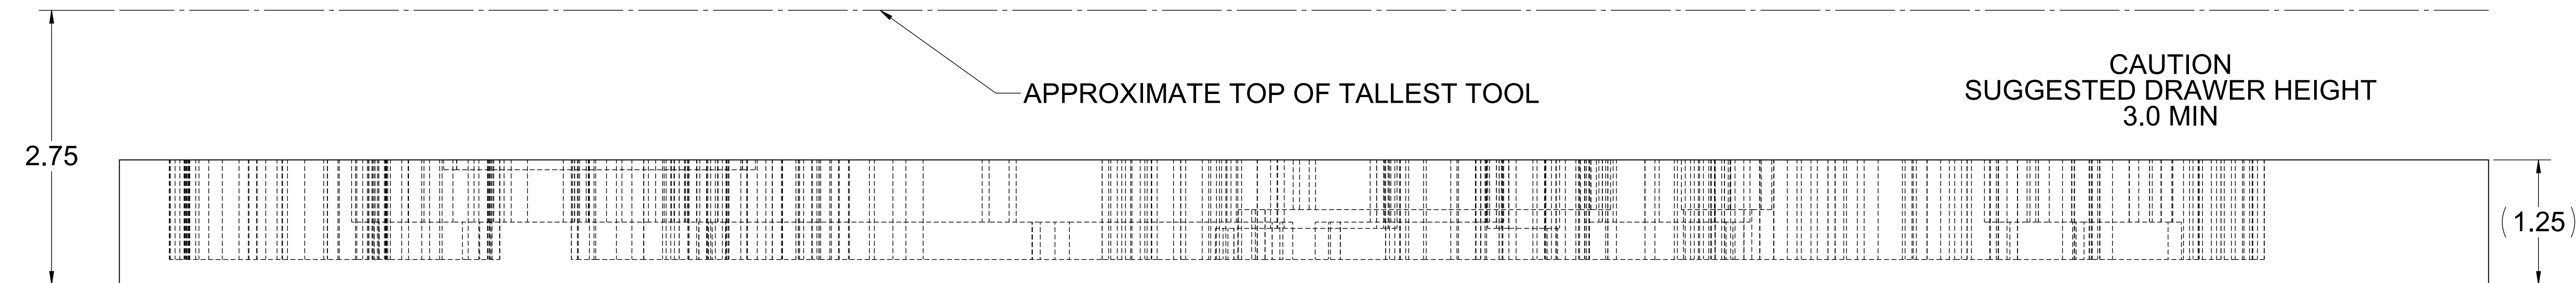 CAUTION
SUGGESTED DRAWER HEIGHT
3.0 MIN
APPROXIMATE TOP OF TALLEST TOOL
2.75
(1.25)